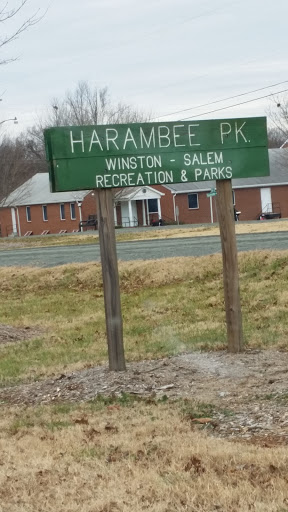 HARAMBEE PK.
WINSTON - SALEM
RECREATION & PARKS